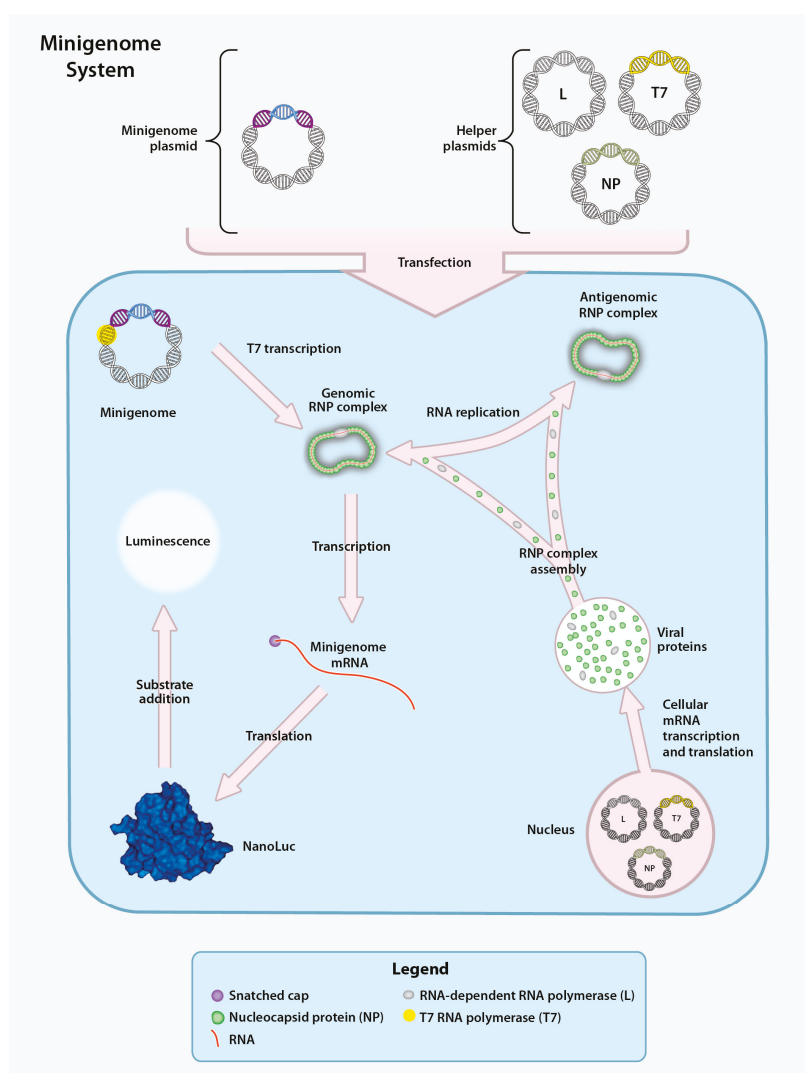 Minigenome
System
Minigenome
plasmid
Helper
plasmids
L
T7
NP
Transfection
Antigenomic
RNP complex
T7 transcription
Minigenome
Genomic
RNP complex
RNA replication
Luminescence
Transcription
RNP complex
assembly
Minigenome
mRNA
Viral
proteins
Substrate
addition
Translation
Cellular
mRNA
transcription
and translation
NanoLuc
Nucleus
L
T7
NP
Legend
Snatched cap
RNA-dependent RNA polymerase (L)
Nucleocapsid protein (NP)
T7 RNA polymerase (T7)
RNA